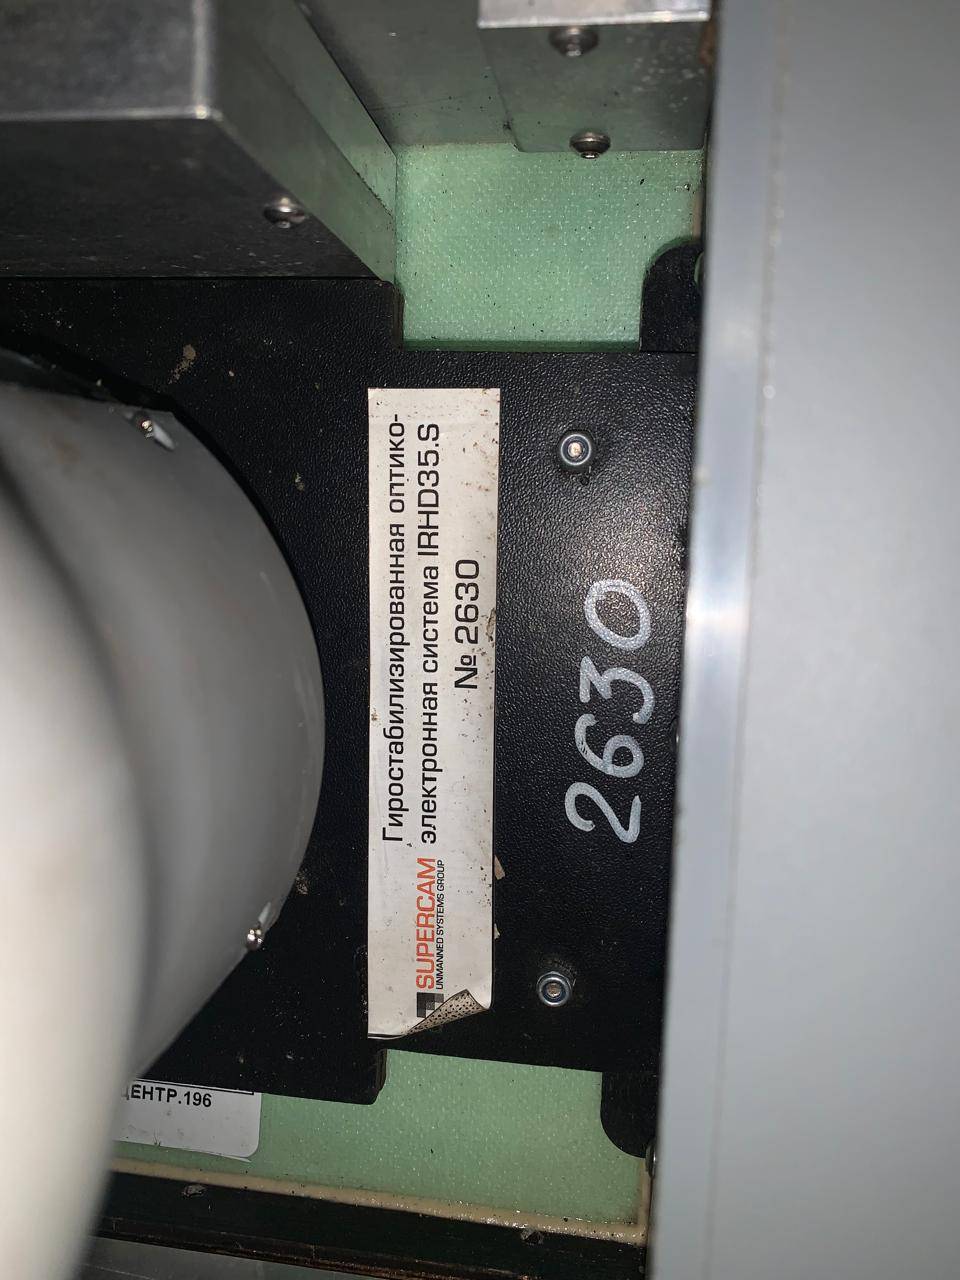 Гиростабилизированная оптико-
электронная система IRHD35.S
№ 2630
SUPERCAM
UNMANNED SYSTEMS GROUP
2630
ЦЕНТР.196